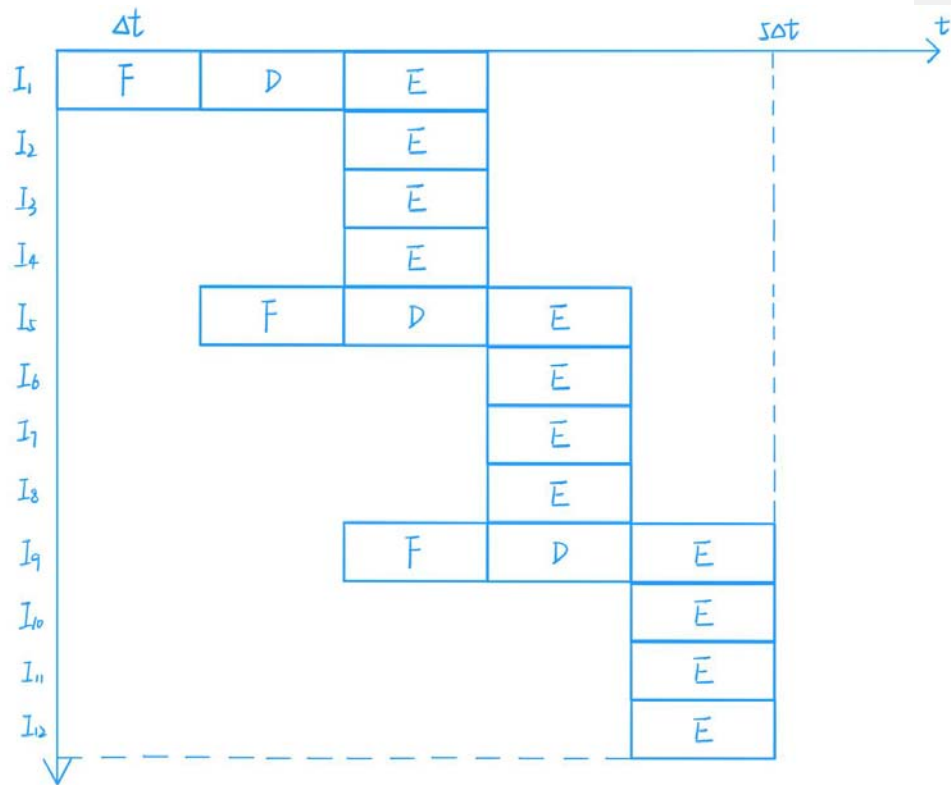 Δt 5Δt t
I₁ F D E
I₂ E
I₃ E
I₄ E
I₅ F D E
I₆ E
I₇ E
I₈ E
I₉ F D E
I₁₀ E
I₁₁ E
I₁₂ E